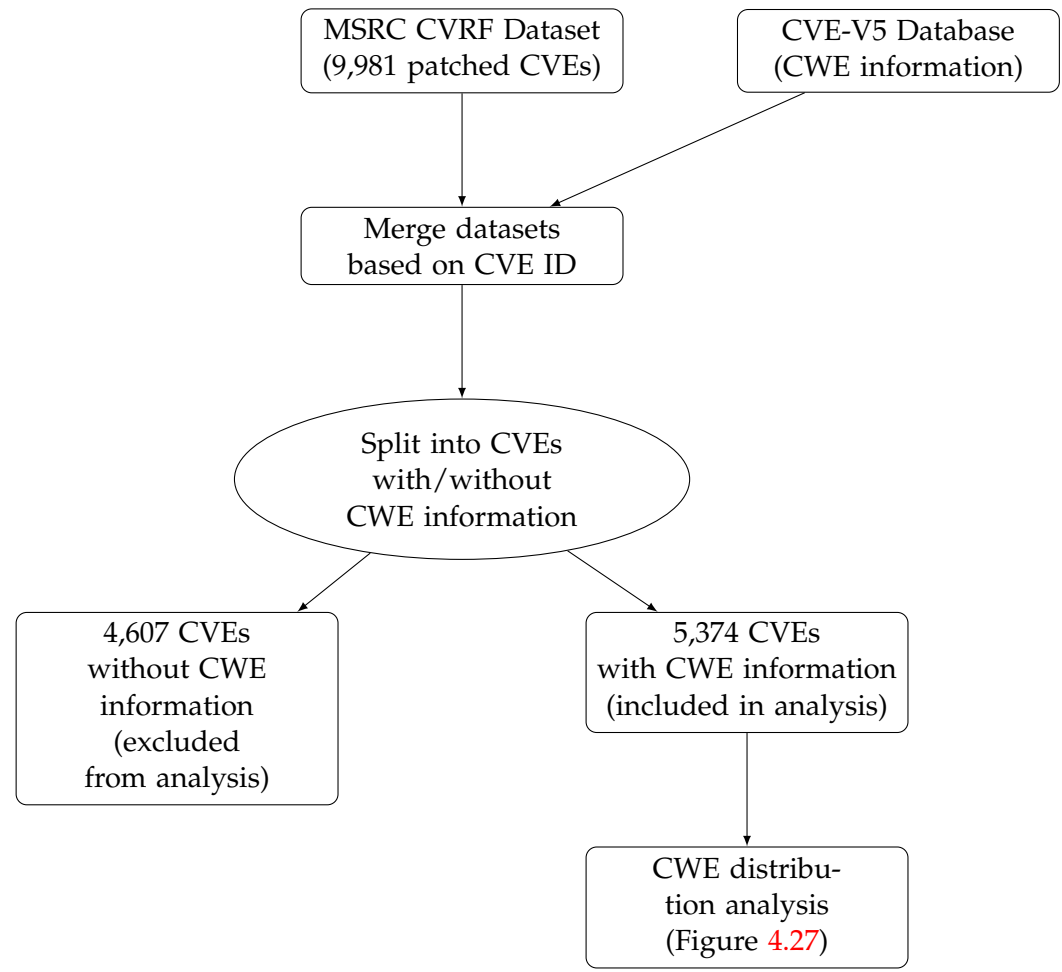 MSRC CVRF Dataset
(9,981 patched CVEs)
CVE-V5 Database
(CWE information)
Merge datasets
based on CVE ID
Split into CVEs
with/without
CWE information
4,607 CVEs
without CWE
information
(excluded
from analysis)
5,374 CVEs
with CWE information
(included in analysis)
CWE distribu-
tion analysis
(Figure 4.27)